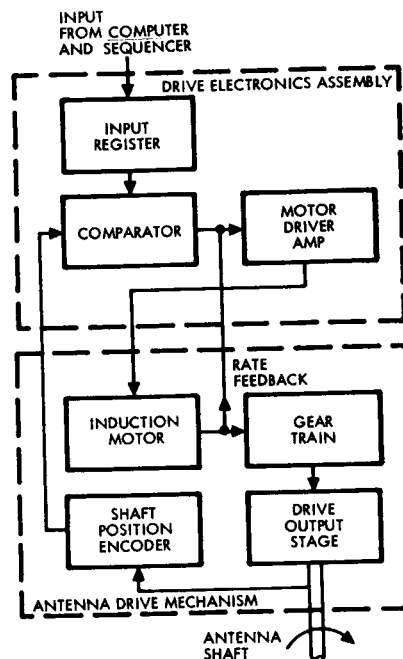 INPUT
FROM COMPUTER
AND SEQUENCER
DRIVE ELECTRONICS ASSEMBLY
INPUT
REGISTER
COMPARATOR
MOTOR
DRIVER
AMP
RATE
FEEDBACK
INDUCTION
MOTOR
GEAR
TRAIN
SHAFT
POSITION
ENCODER
DRIVE
OUTPUT
STAGE
ANTENNA DRIVE MECHANISM
ANTENNA
SHAFT